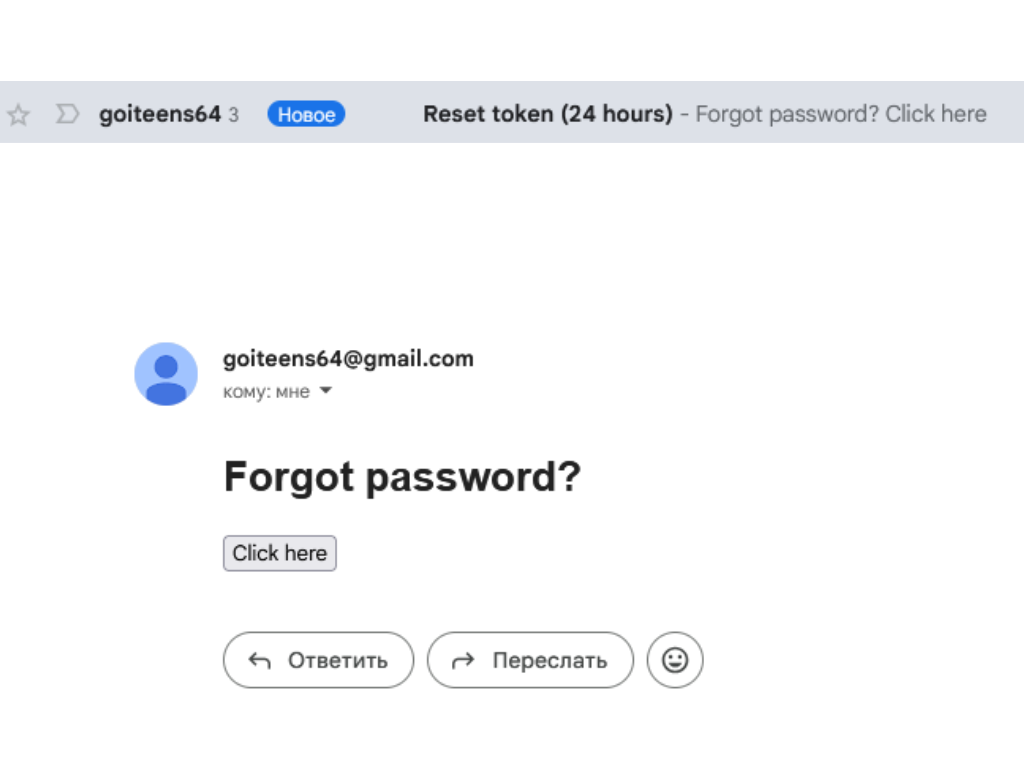 goiteens64 3 Новое Reset token (24 hours) - Forgot password? Click here
goiteens64@gmail.com
кому: мне
Forgot password?
Click here
Ответить Переслать